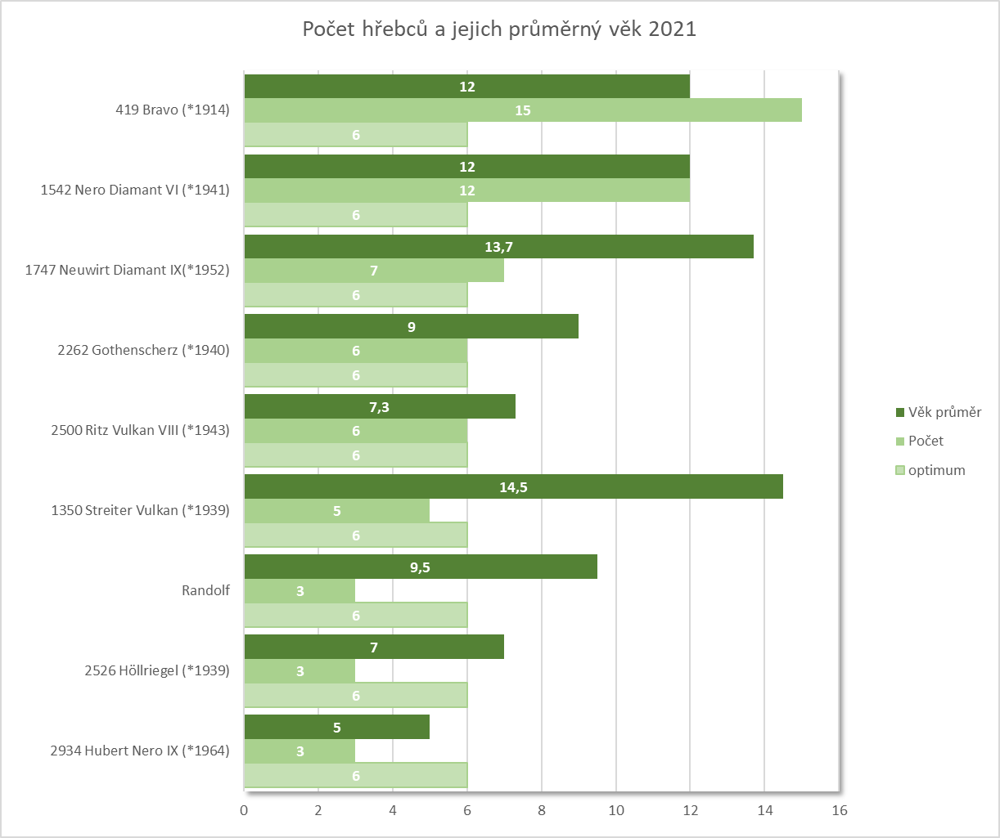 Počet hřebců a jejich průměrný věk 2021
419 Bravo (*1914)
12
15
6
1542 Nero Diamant VI (*1941)
12
12
6
1747 Neuwirt Diamant IX(*1952)
13,7
7
6
2262 Gothenscherz (*1940)
9
6
6
2500 Ritz Vulkan VIII (*1943)
7,3
6
6
1350 Streiter Vulkan (*1939)
14,5
5
6
Randolf
9,5
3
6
2526 Höllriegel (*1939)
7
3
6
2934 Hubert Nero IX (*1964)
5
3
6
0 2 4 6 8 10 12 14 16
Věk průměr
Počet
optimum